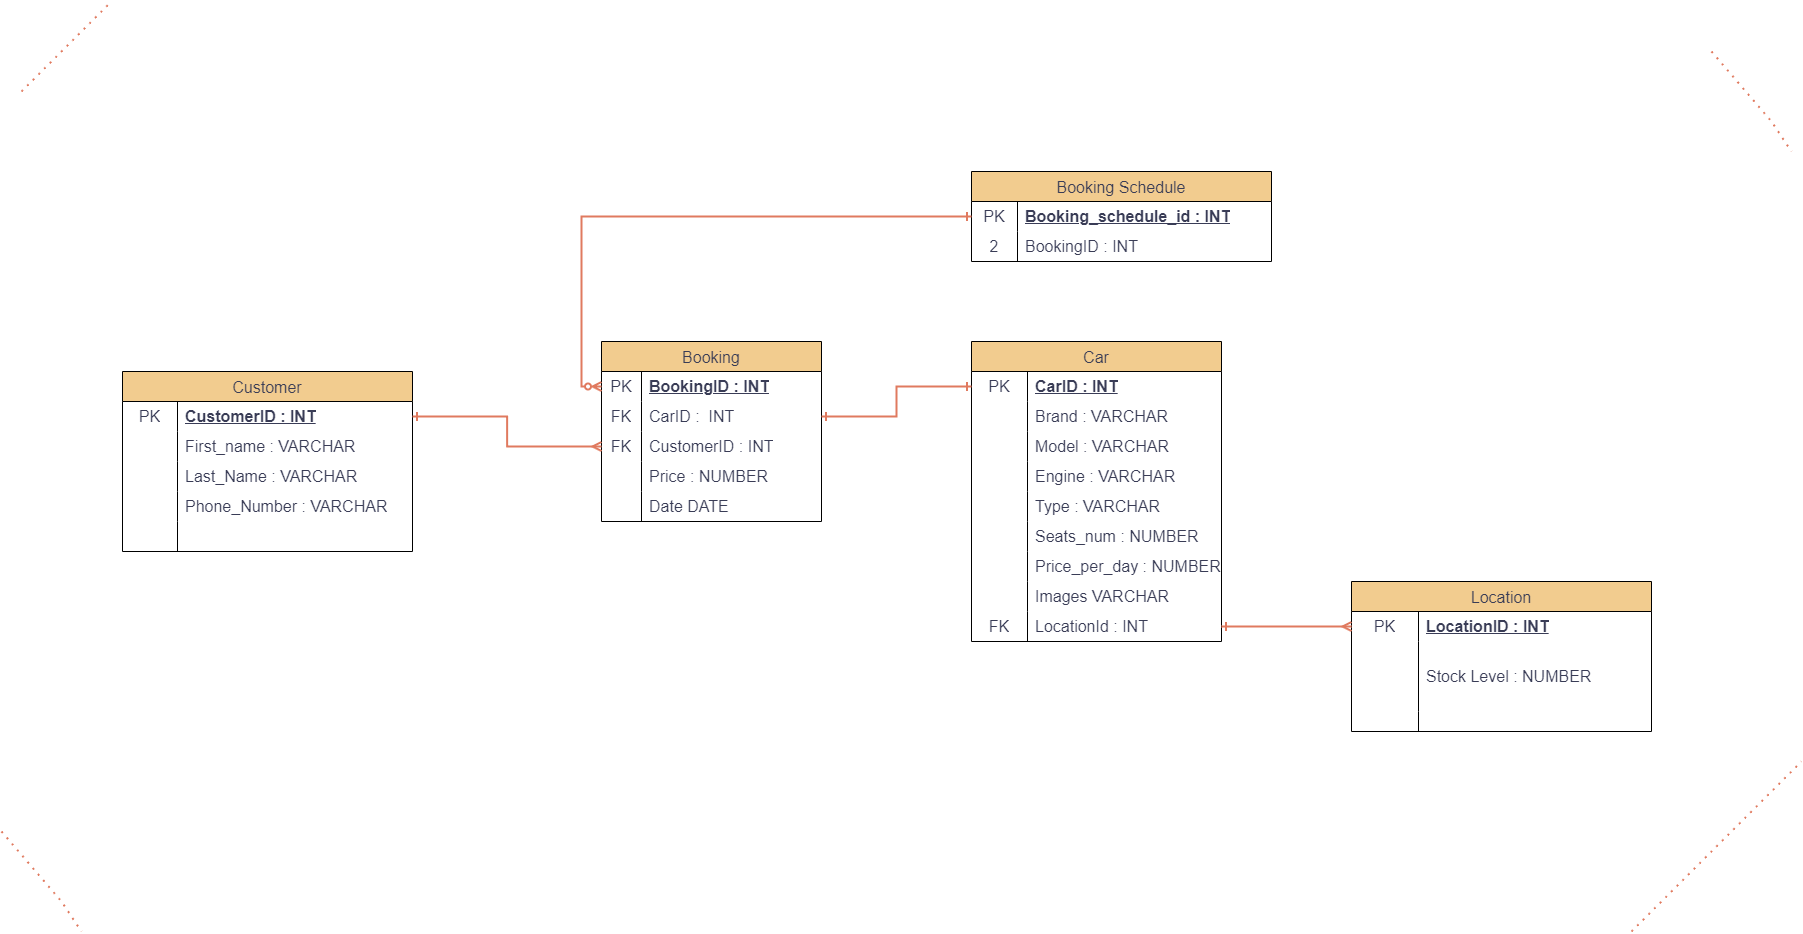 Booking Schedule
PK Booking_schedule_id : INT
2 BookingID : INT
Customer
PK CustomerID : INT
First_name : VARCHAR
Last_Name : VARCHAR
Phone_Number : VARCHAR
Booking
PK BookingID : INT
FK CarID : INT
FK CustomerID : INT
Price : NUMBER
Date DATE
Car
PK CarID : INT
Brand : VARCHAR
Model : VARCHAR
Engine : VARCHAR
Type : VARCHAR
Seats_num : NUMBER
Price_per_day : NUMBER
Images VARCHAR
FK LocationId : INT
Location
PK LocationID : INT
Stock Level : NUMBER